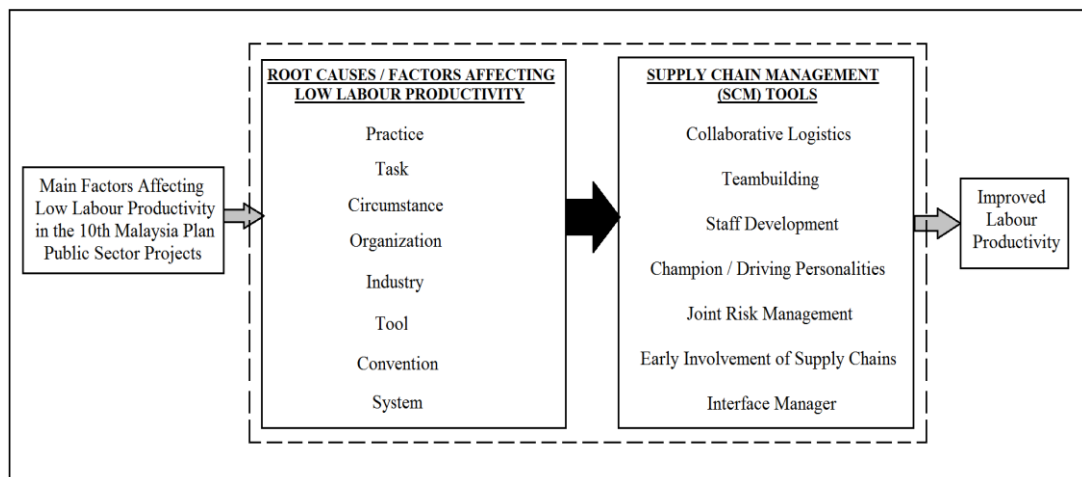 Main Factors Affecting
Low Labour Productivity
in the 10th Malaysia Plan
Public Sector Projects
ROOT CAUSES / FACTORS AFFECTING
LOW LABOUR PRODUCTIVITY
Practice
Task
Circumstance
Organization
Industry
Tool
Convention
System
SUPPLY CHAIN MANAGEMENT
(SCM) TOOLS
Collaborative Logistics
Teambuilding
Staff Development
Champion / Driving Personalities
Joint Risk Management
Early Involvement of Supply Chains
Interface Manager
Improved
Labour
Productivity